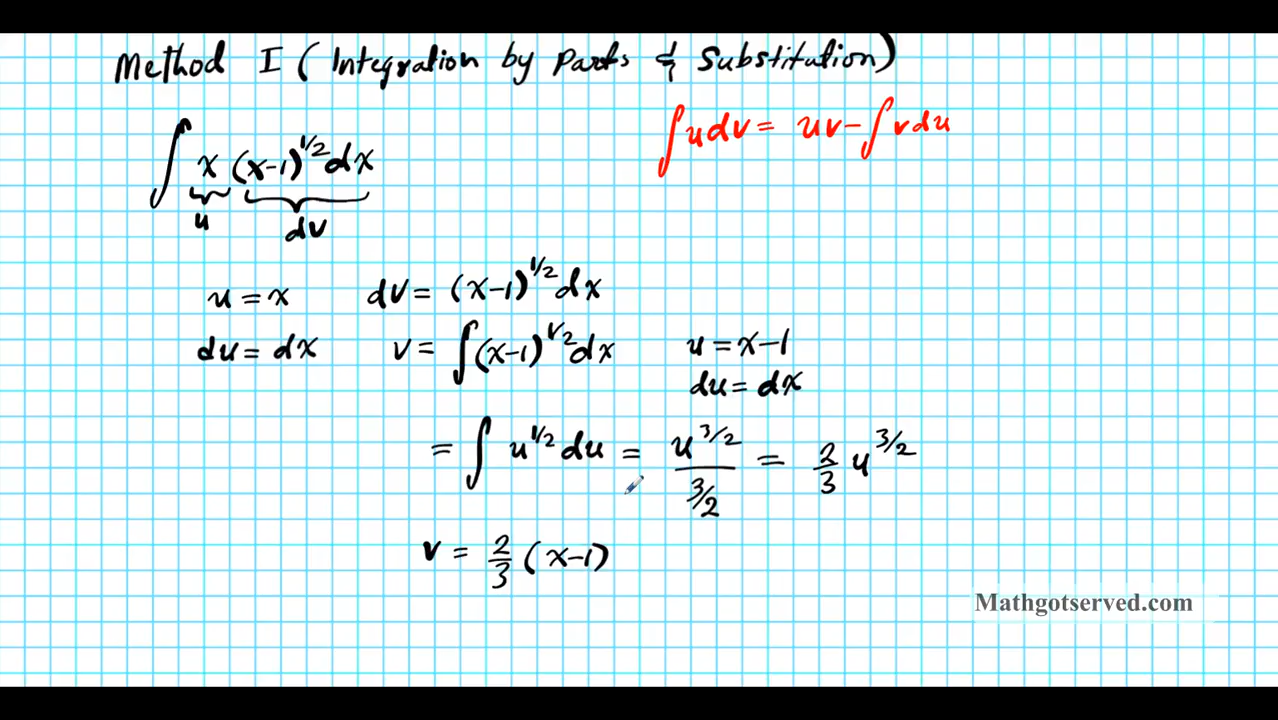 Method I ( Integration by Parts & Substitution)
∫ u dv = uv - ∫ v du
∫ x (x-1)^1/2 dx
u dv
u = x dv = (x-1)^1/2 dx
du = dx v = ∫ (x-1)^1/2 dx u = x-1
du = dx
= ∫ u^1/2 du = u^3/2 / 3/2 = 2/3 u^3/2
v = 2/3 (x-1)
Mathgotserved.com